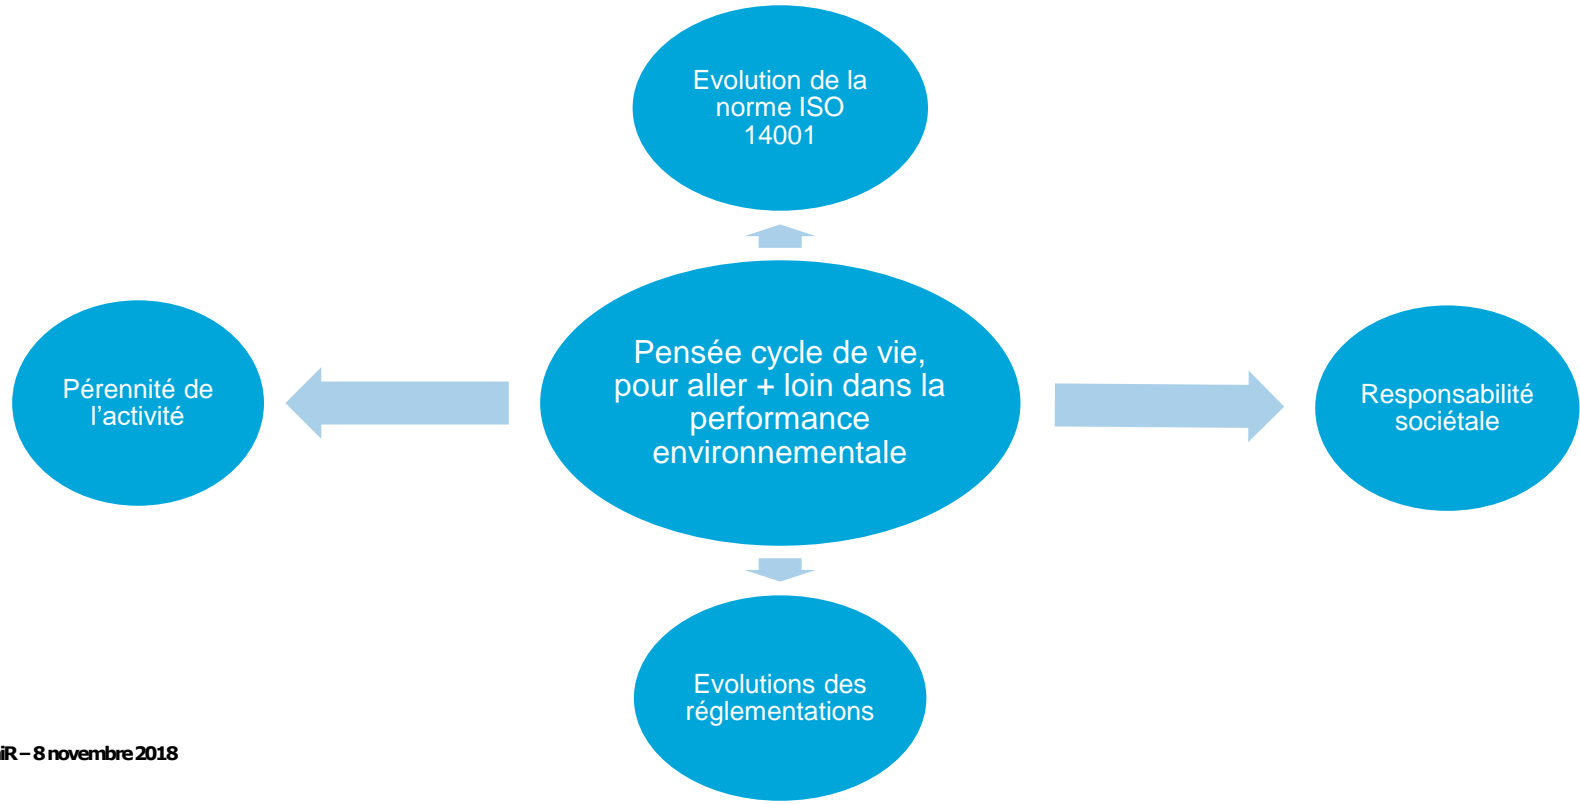 Evolution de la
norme ISO
14001
Pensée cycle de vie,
pour aller + loin dans la
performance
environnementale
Pérennité de
l’activité
Responsabilité
sociétale
Evolutions des
réglementations
– 8 novembre 2018